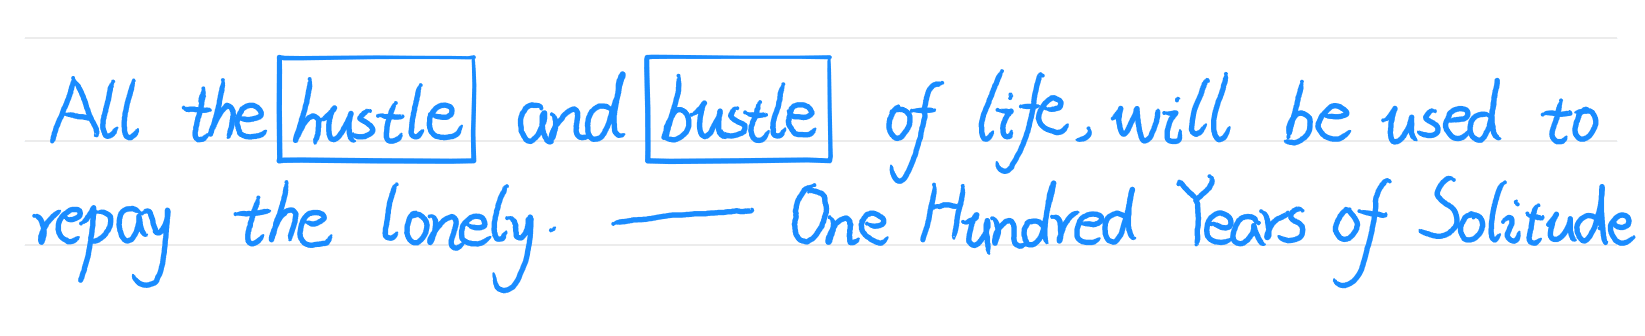 All the hustle and bustle of life, will be used to
repay the lonely. —— One Hundred Years of Solitude